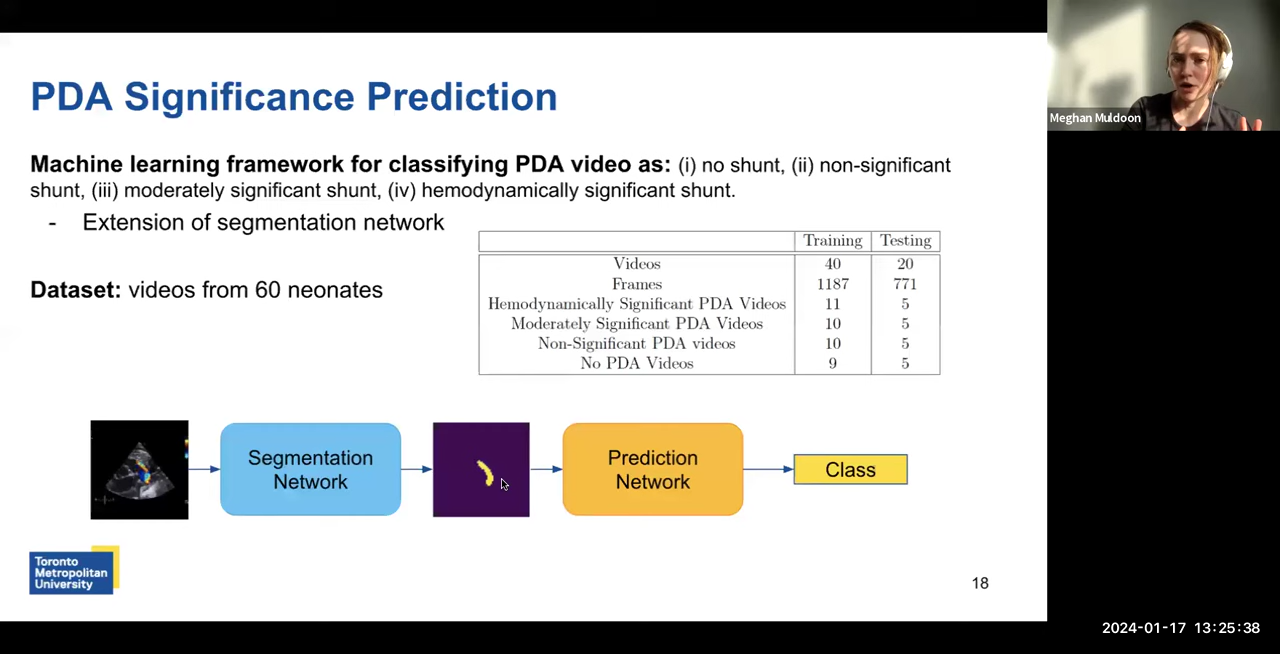 PDA Significance Prediction
Machine learning framework for classifying PDA video as: (i) no shunt, (ii) non-significant
shunt, (iii) moderately significant shunt, (iv) hemodynamically significant shunt.
- Extension of segmentation network
Dataset: videos from 60 neonates
Training Testing
Videos 40 20
Frames 1187 771
Hemodynamically Significant PDA Videos 11 5
Moderately Significant PDA Videos 10 5
Non-Significant PDA videos 10 5
No PDA Videos 9 5
Segmentation
Network
Prediction
Network
Class
Toronto
Metropolitan
University
18
Meghan Muldoon
2024-01-17 13:25:38